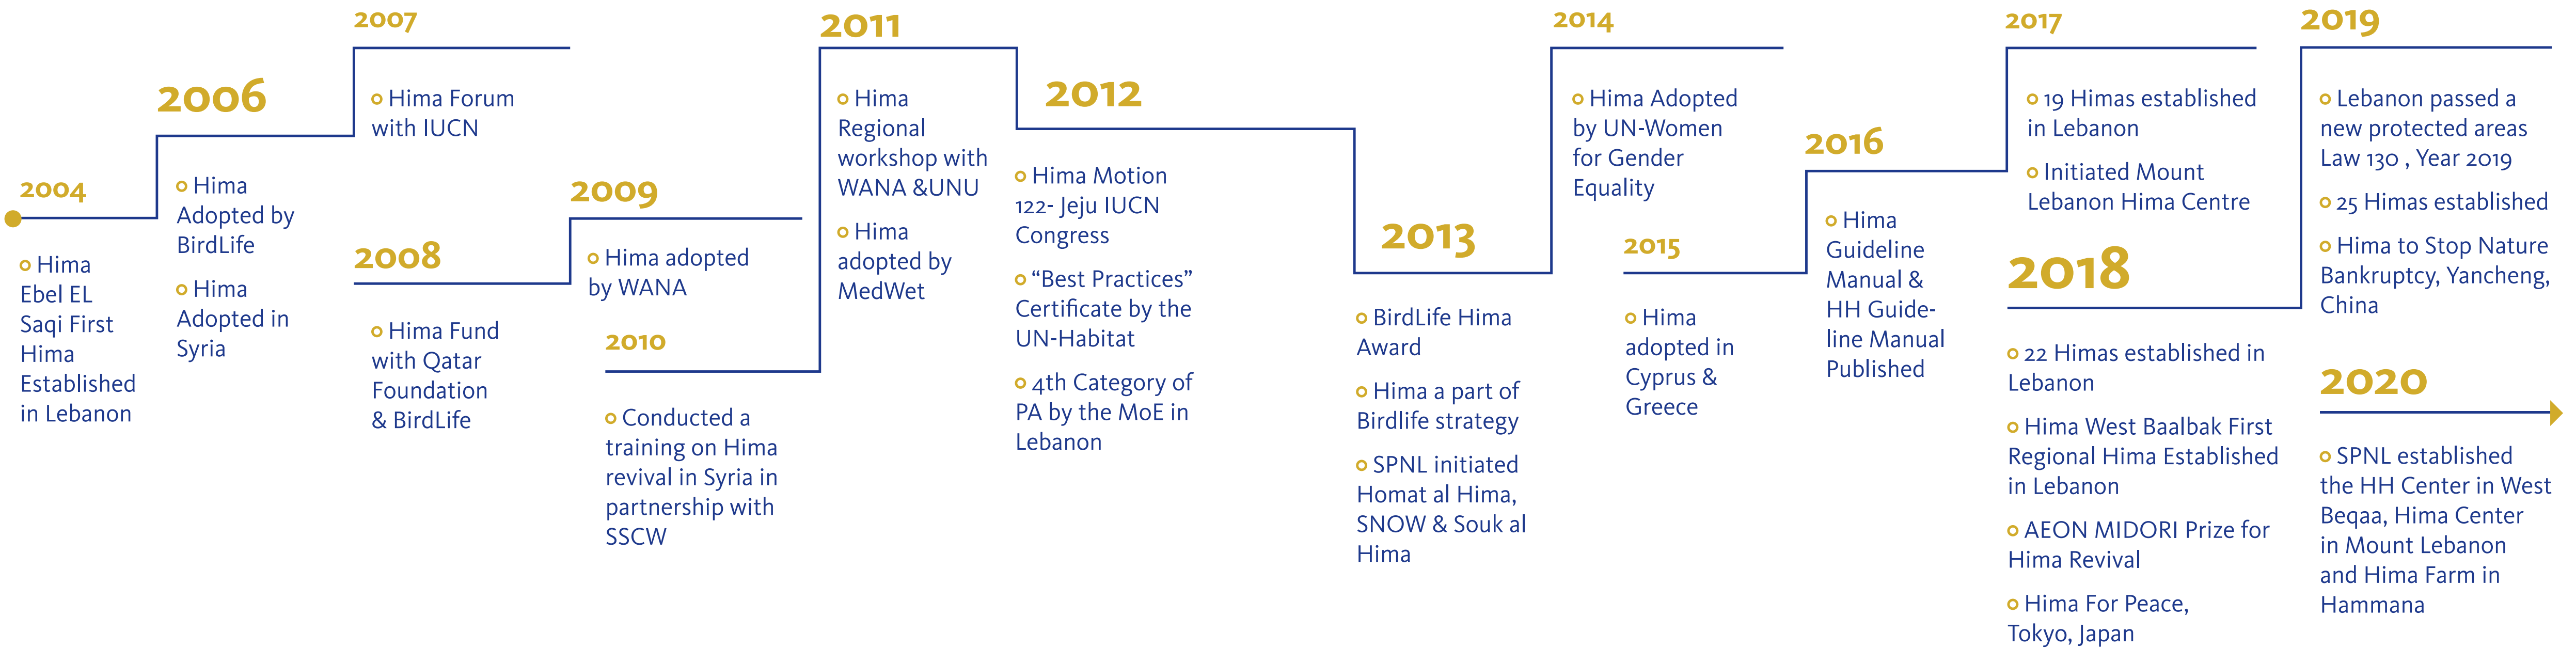 2004
Hima
Ebel EL
Saqi First
Hima
Established
in Lebanon
2006
Hima
Adopted by
BirdLife
Hima
Adopted in
Syria
2007
Hima Forum
with IUCN
2008
Hima Fund
with Qatar
Foundation
& BirdLife
2009
Hima adopted
by WANA
2010
Conducted a
training on Hima
revival in Syria in
partnership with
SSCW
2011
Hima
Regional
workshop with
WANA &UNU
Hima
adopted by
MedWet
2012
Hima Motion
122- Jeju IUCN
Congress
“Best Practices”
Certificate by the
UN-Habitat
4th Category of
PA by the MoE in
Lebanon
2013
BirdLife Hima
Award
Hima a part of
Birdlife strategy
SPNL initiated
Homat al Hima,
SNOW & Souk al
Hima
2014
Hima Adopted
by UN-Women
for Gender
Equality
2015
Hima
adopted in
Cyprus &
Greece
2016
Hima
Guideline
Manual &
HH Guide-
line Manual
Published
2017
19 Himas established
in Lebanon
Initiated Mount
Lebanon Hima Centre
2018
22 Himas established in
Lebanon
Hima West Baalbak First
Regional Hima Established
in Lebanon
AEON MIDORI Prize for
Hima Revival
Hima For Peace,
Tokyo, Japan
2019
Lebanon passed a
new protected areas
Law 130 , Year 2019
25 Himas established
Hima to Stop Nature
Bankruptcy, Yancheng,
China
2020
SPNL established
the HH Center in West
Beqaa, Hima Center
in Mount Lebanon
and Hima Farm in
Hammana